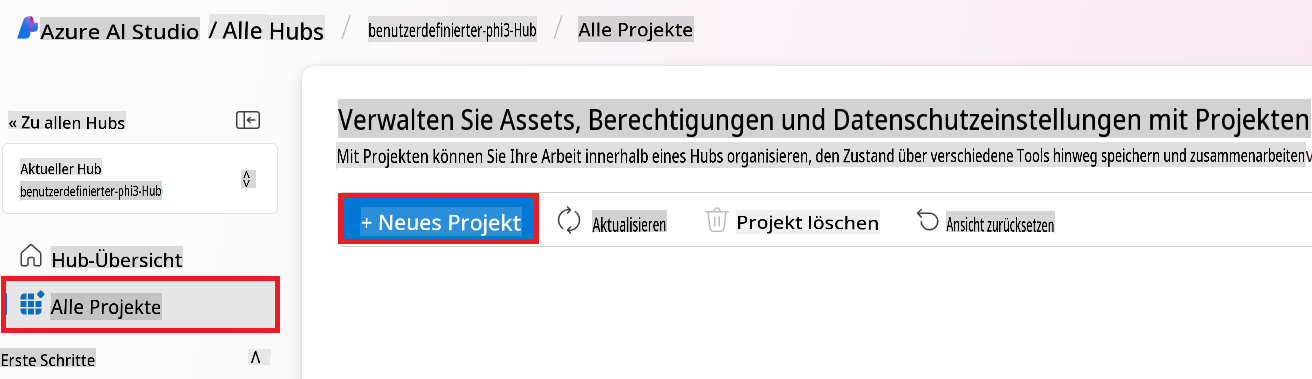 Azure AI Studio / Alle Hubs / benutzerdefinierter-phi3-Hub / Alle Projekte
« Zu allen Hubs
Aktueller Hub
benutzerdefinierter-phi3-Hub
Hub-Übersicht
Alle Projekte
Erste Schritte
Verwalten Sie Assets, Berechtigungen und Datenschutzeinstellungen mit Projekten
Mit Projekten können Sie Ihre Arbeit innerhalb eines Hubs organisieren, den Zustand über verschiedene Tools hinweg speichern und zusammenarbeiten
+ Neues Projekt Aktualisieren Projekt löschen Ansicht zurücksetzen